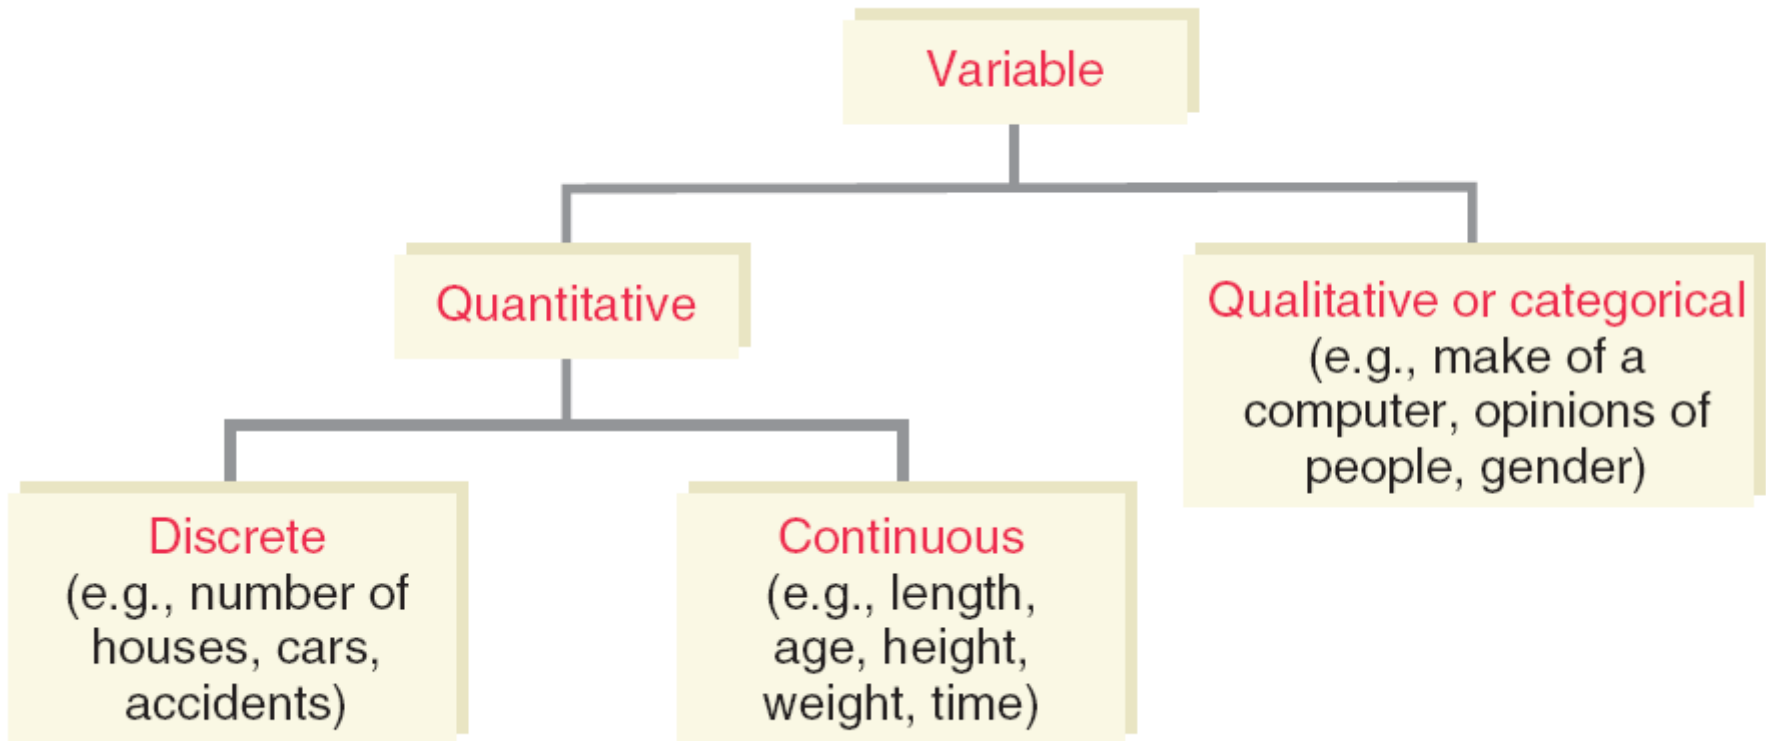 Variable
Quantitative
Qualitative or categorical
(e.g., make of a
computer, opinions of
people, gender)
Discrete
(e.g., number of
houses, cars,
accidents)
Continuous
(e.g., length,
age, height,
weight, time)